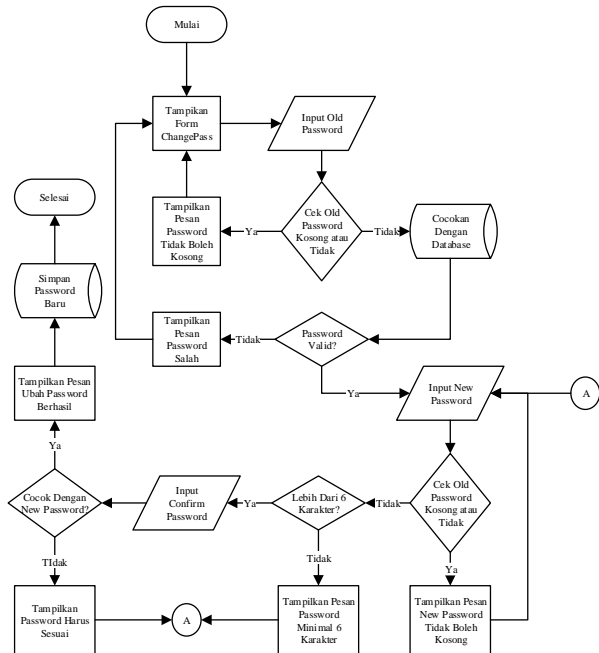 Mulai
Tampikan
Form
ChangePass
Input Old
Password
Selesai
Tampilkan
Pesan
Password
Tidak Boleh
Kosong
Ya
Cek Old
Password
Kosong atau
Tidak
Tidak
Cocokan
Dengan
Database
Simpan
Password
Baru
Tampilkan
Pesan
Password
Salah
Tidak
Password
Valid?
Tampilkan Pesan
Ubah Password
Berhasil
Ya
Input New
Password
A
Ya
Cocok Dengan
New Password?
Input
Confirm
Password
Ya
Lebih Dari 6
Karakter?
Tidak
Cek Old
Password
Kosong atau
Tidak
TIdak
Tidak
Ya
Tampilkan
Password Harus
Sesuai
A
Tampilkan Pesan
Password
Minimal 6
Karakter
Tampilkan Pesan
New Password
Tidak Boleh
Kosong